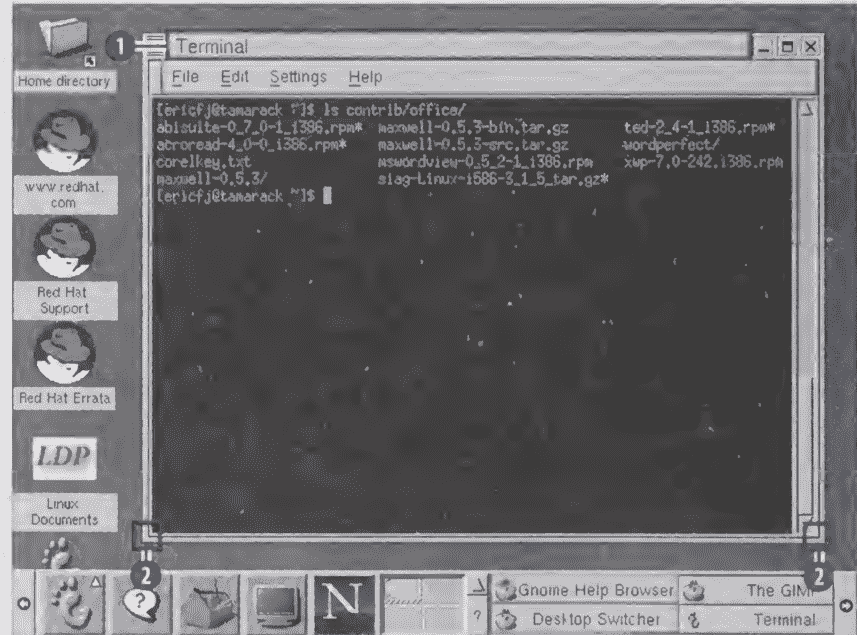 Home directory
1
Terminal
File Edit Settings Help
[ericfj@tamarack ~]$ ls contrib/office/
abisuite-0_7_0-1_i386.rpm* maxwell-0.5.3-bin.tar.gz ted-2_4-1_i386.rpm*
acroread-4_0-0_i386.rpm* maxwell-0.5.3-src.tar.gz wordperfect/
corelkey.txt mswordview-0_5_2-1_i386.rpm xwp-7.0-242.i386.rpm
maxwell-0.5.3/ siag-Linux-i586-3_1_5_tar.gz*
[ericfj@tamarack ~]$
www.redhat.
com
Red Hat
Support
Red Hat Errata
LDP
Linux
Documents
2
2
?
N
?
Gnome Help Browser
The GIMP
Desktop Switcher
Terminal